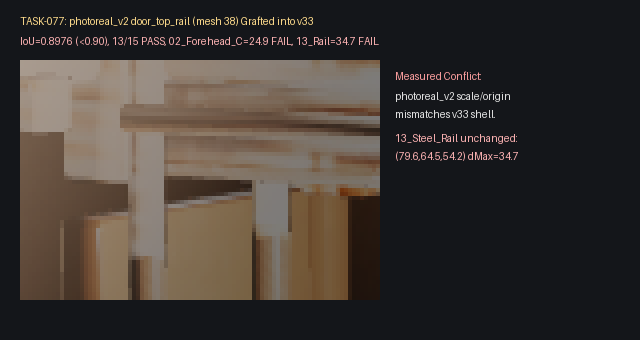 TASK-077: photoreal_v2 door_top_rail (mesh 38) Grafted into v33
IoU=0.8976 (<0.90), 13/15 PASS, 02_Forehead_C=24.9 FAIL, 13_Rail=34.7 FAIL
Measured Conflict:
photoreal_v2 scale/origin
mismatches v33 shell.
13_Steel_Rail unchanged:
(79.6,64.5,54.2) dMax=34.7